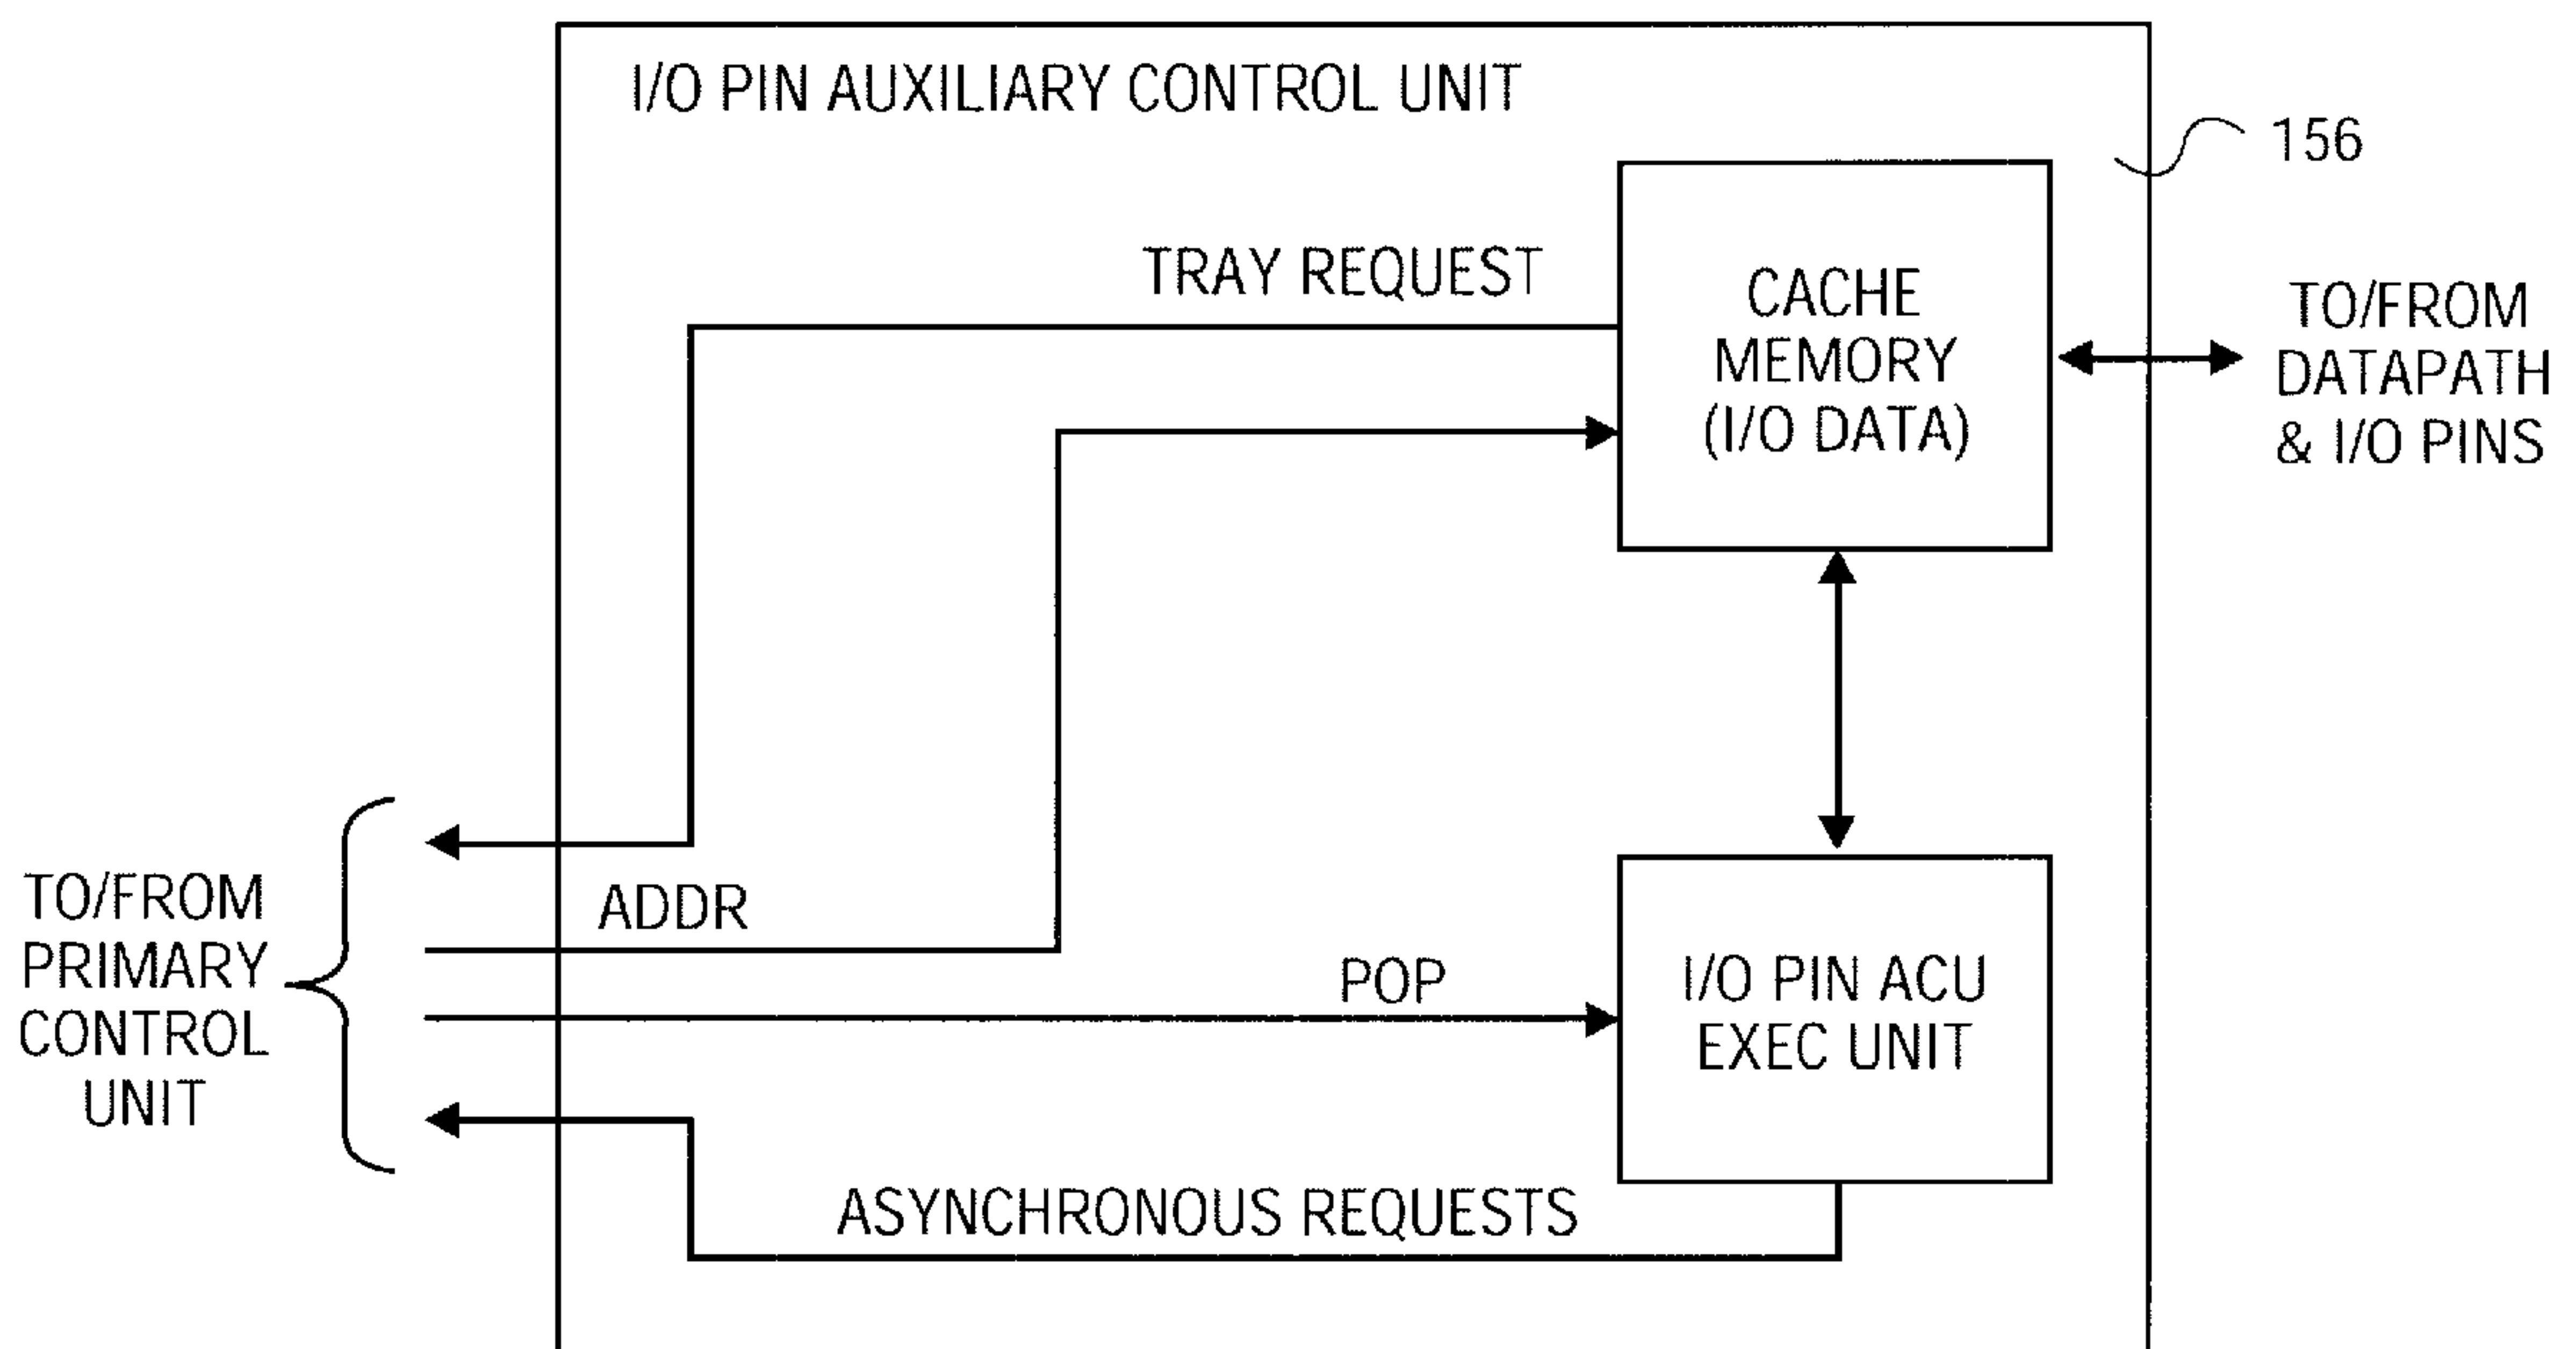 I/O PIN AUXILIARY CONTROL UNIT
156
TRAY REQUEST
CACHE
MEMORY
(I/O DATA)
TO/FROM
DATAPATH
& I/O PINS
TO/FROM
PRIMARY
CONTROL
UNIT
ADDR
POP
I/O PIN ACU
EXEC UNIT
ASYNCHRONOUS REQUESTS